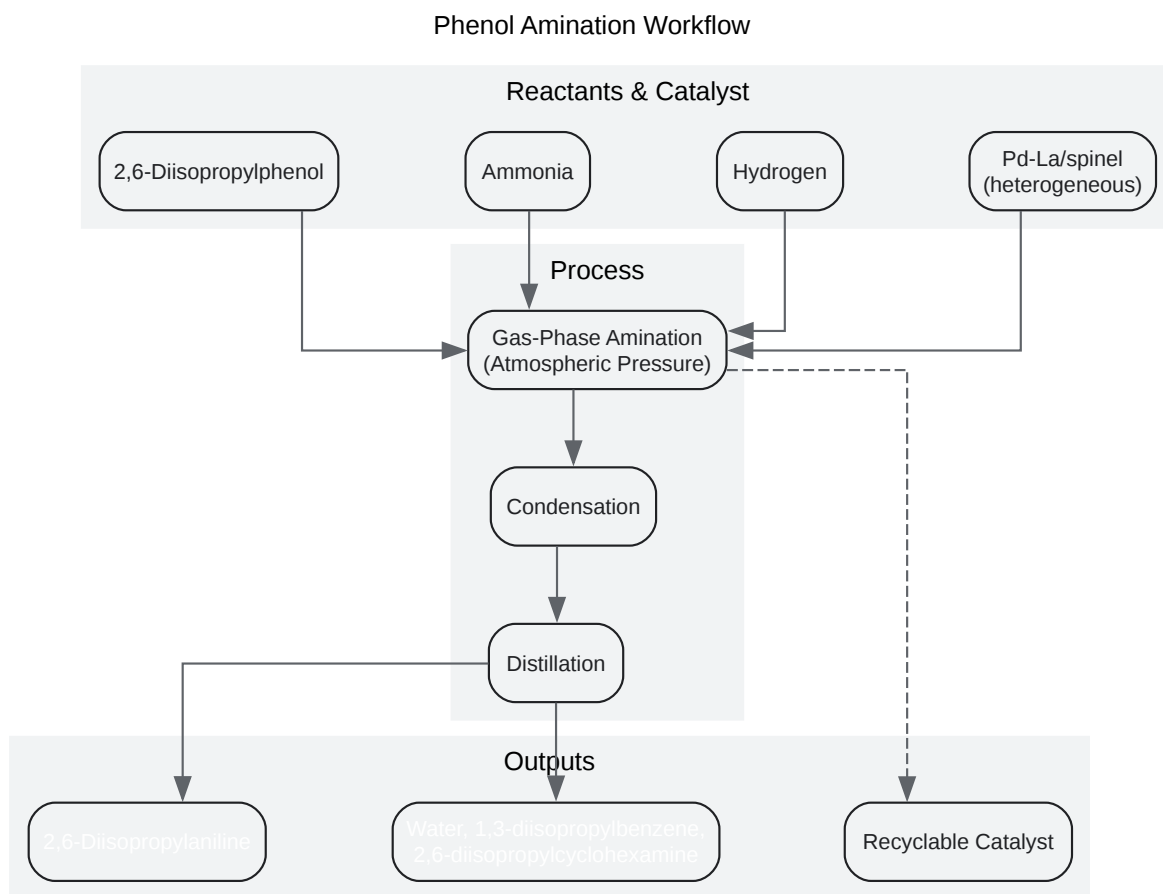 Phenol Amination Workflow
Reactants & Catalyst
2,6-Diisopropylphenol
Ammonia
Hydrogen
Pd-La/spinel
(heterogeneous)
Process
Gas-Phase Amination
(Atmospheric Pressure)
Condensation
Distillation
Outputs
2,6-Diisopropylaniline
Water, 1,3-diisopropylbenzene,
2,6-diisopropylcyclohexamine
Recyclable Catalyst